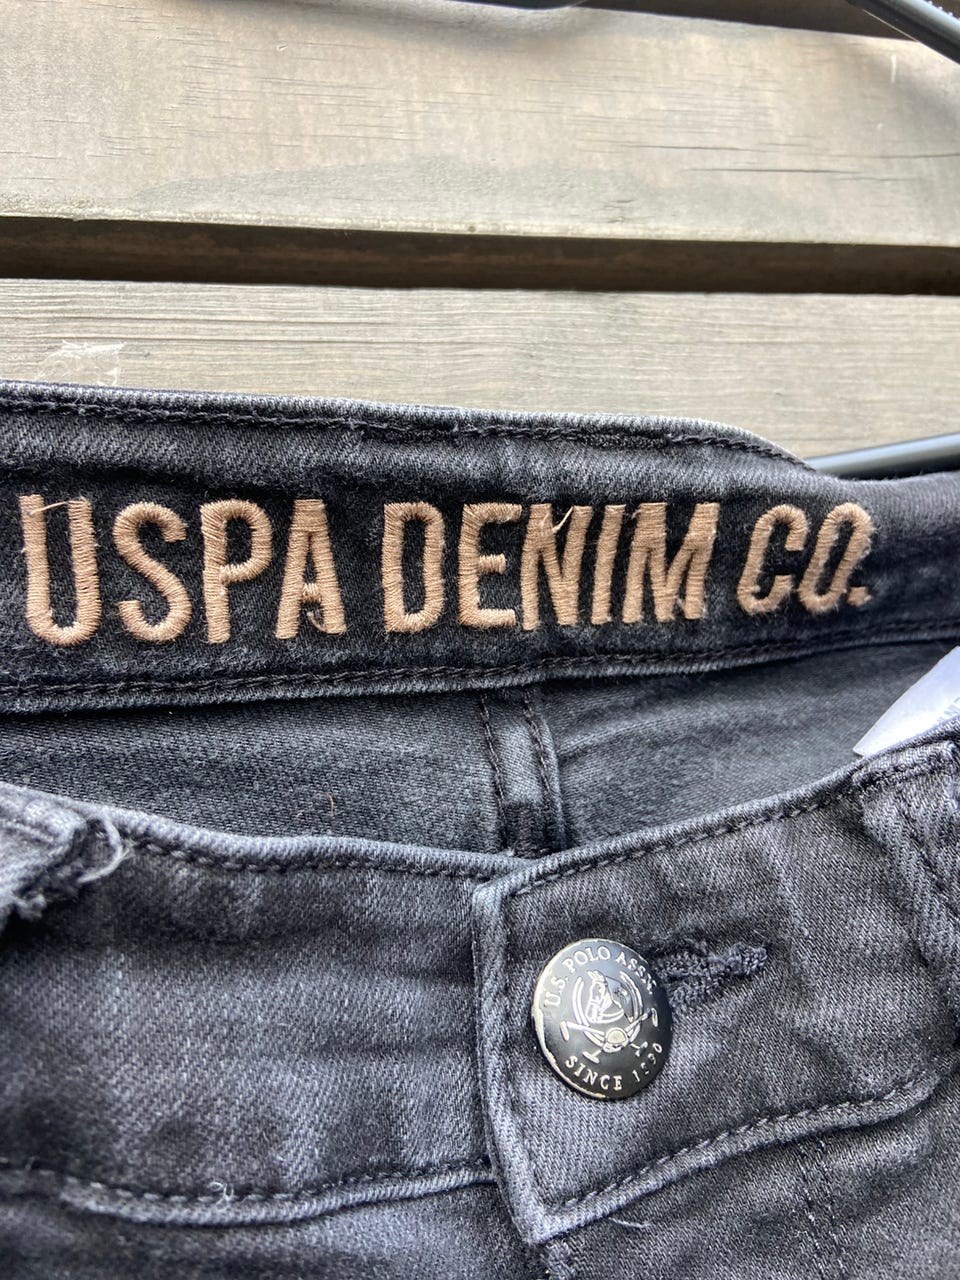 USPA DENIM CO.
U.S. POLO ASSN.
SINCE 1890